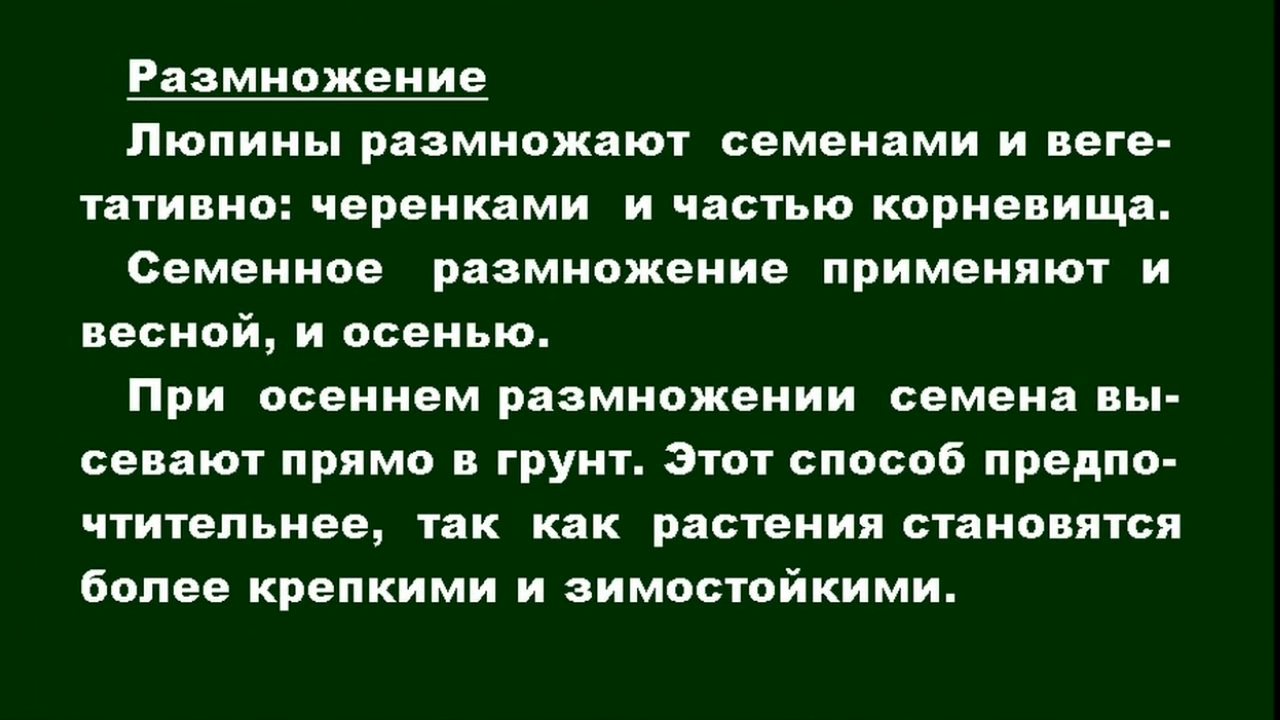 Размножение
Люпины размножают семенами и веге-
тативно: черенками и частью корневища.
Семенное размножение применяют и
весной, и осенью.
При осеннем размножении семена вы-
севают прямо в грунт. Этот способ предпо-
чтительнее, так как растения становятся
более крепкими и зимостойкими.